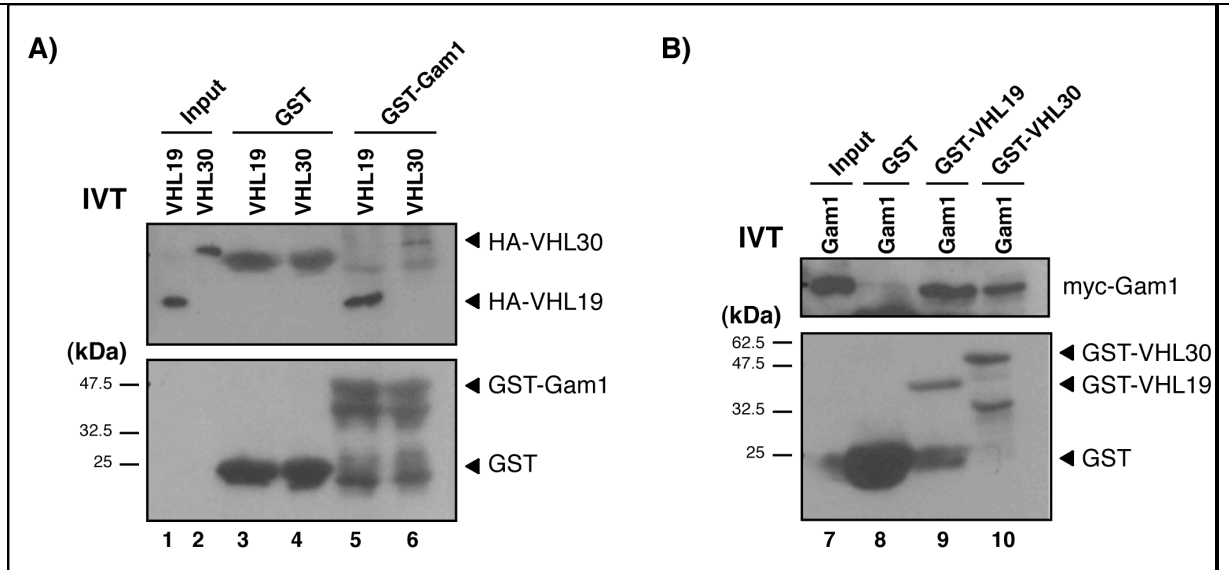 A)
Input
GST
GST-Gam1
IVT
VHL19
VHL30
VHL19
VHL30
VHL19
VHL30
HA-VHL30
HA-VHL19
(kDa)
47.5
32.5
25
GST-Gam1
GST
1 2 3 4 5 6
B)
Input
GST
GST-VHL19
GST-VHL30
IVT
Gam1
Gam1
Gam1
Gam1
myc-Gam1
(kDa)
62.5
47.5
32.5
25
GST-VHL30
GST-VHL19
GST
7 8 9 10